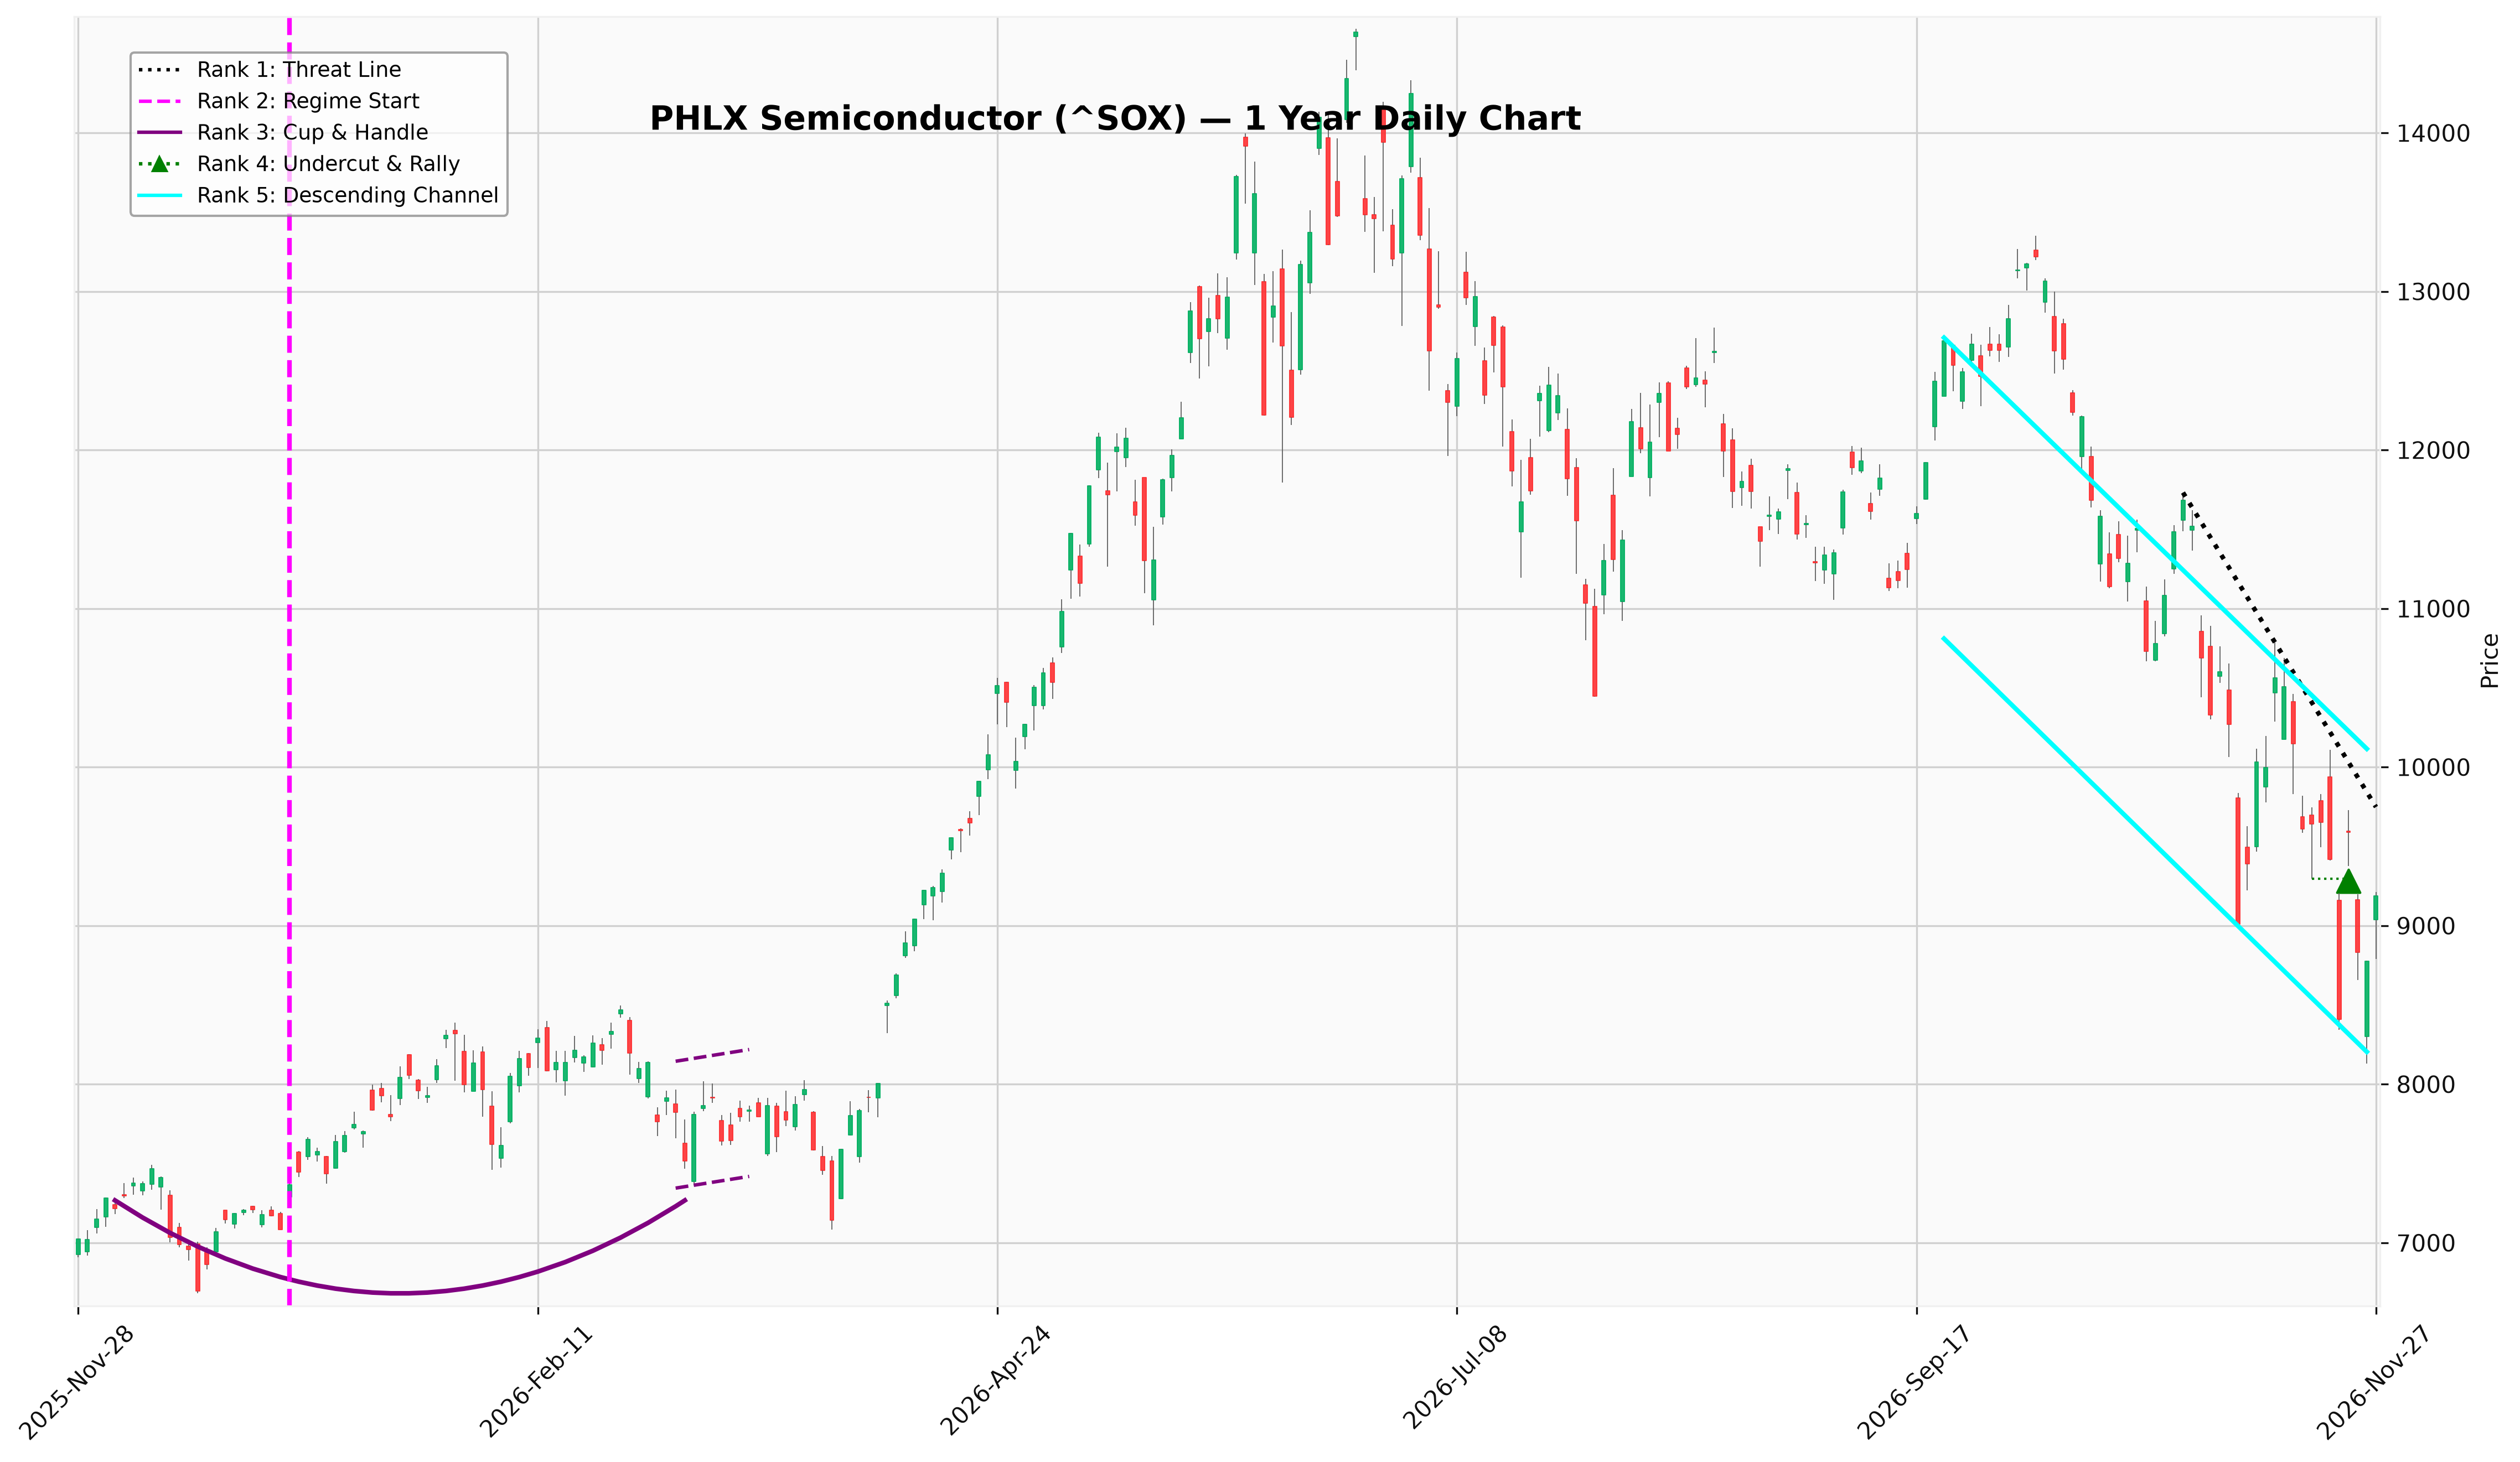 PHLX Semiconductor (^SOX) — 1 Year Daily Chart
Rank 1: Threat Line
Rank 2: Regime Start
Rank 3: Cup & Handle
Rank 4: Undercut & Rally
Rank 5: Descending Channel
14000
13000
12000
11000
10000
9000
8000
7000
Price
2025-Nov-28
2026-Feb-11
2026-Apr-24
2026-Jul-08
2026-Sep-17
2026-Nov-27